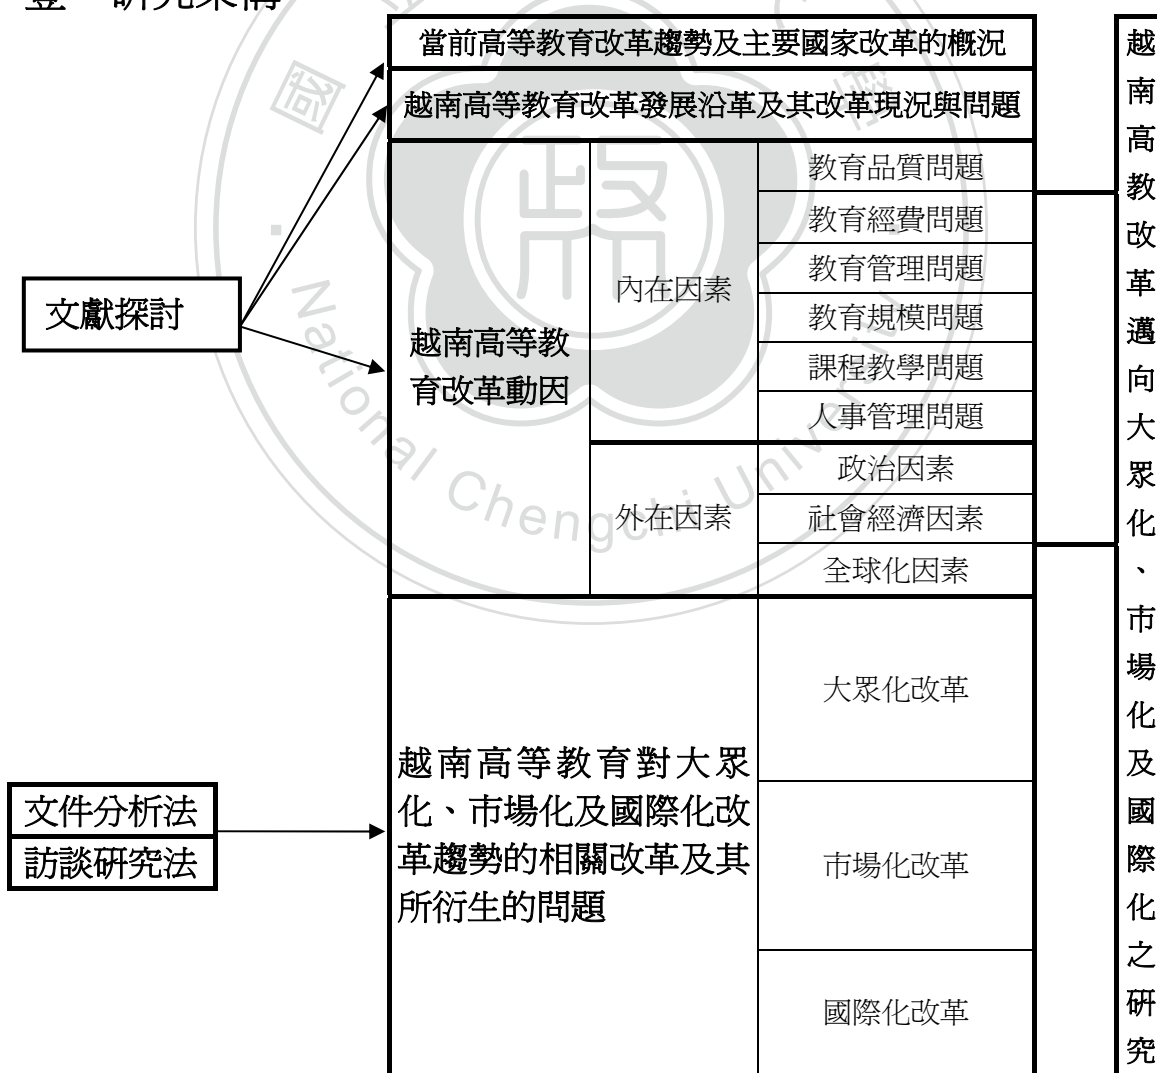 壹 研究架構
當前高等教育改革趨勢及主要國家改革的概況
越南高等教育改革發展沿革及其改革現況與問題
文獻探討
越南高等教
育改革動因
內在因素
教育品質問題
教育經費問題
教育管理問題
教育規模問題
課程教學問題
人事管理問題
外在因素
政治因素
社會經濟因素
全球化因素
文件分析法
訪談研究法
越南高等教育對大眾
化、市場化及國際化改
革趨勢的相關改革及其
所衍生的問題
大眾化改革
市場化改革
國際化改革
越南高教改革邁向大眾化、市場化及國際化之研究
國
National Chengchi University